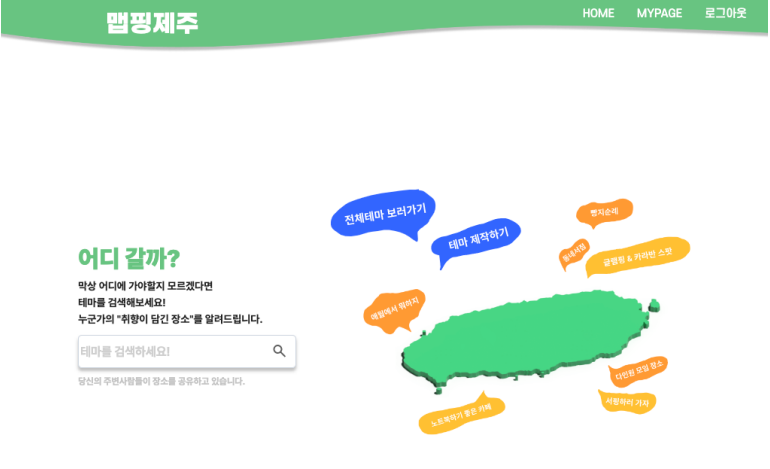 맵핑제주
HOME
MYPAGE
로그아웃
전체테마 보러가기
테마 제작하기
빵지순례
동네서점
글램핑 & 카라반 스팟
어디 갈까?
막상 어디에 가야할지 모르겠다면
테마를 검색해보세요!
누군가의 "취향이 담긴 장소"를 알려드립니다.
테마를 검색하세요!
당신의 주변사람들이 장소를 공유하고 있습니다.
애월에서 뭐하지
다인원 모임 장소
사랑하러 가자
노트북하기 좋은 카페